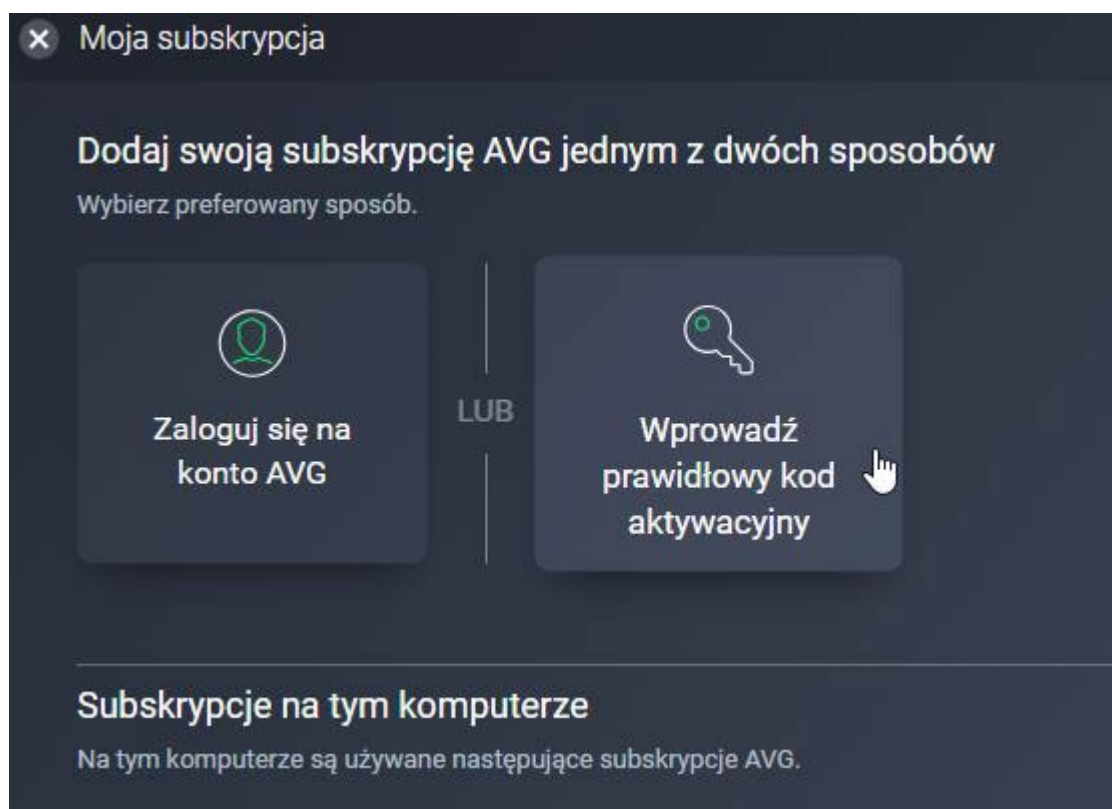 Moja subskrypcja
Dodaj swoją subskrypcję AVG jednym z dwóch sposobów
Wybierz preferowany sposób.
Zaloguj się na
konto AVG
LUB
Wprowadź
prawidłowy kod
aktywacyjny
Subskrypcje na tym komputerze
Na tym komputerze są używane następujące subskrypcje AVG.